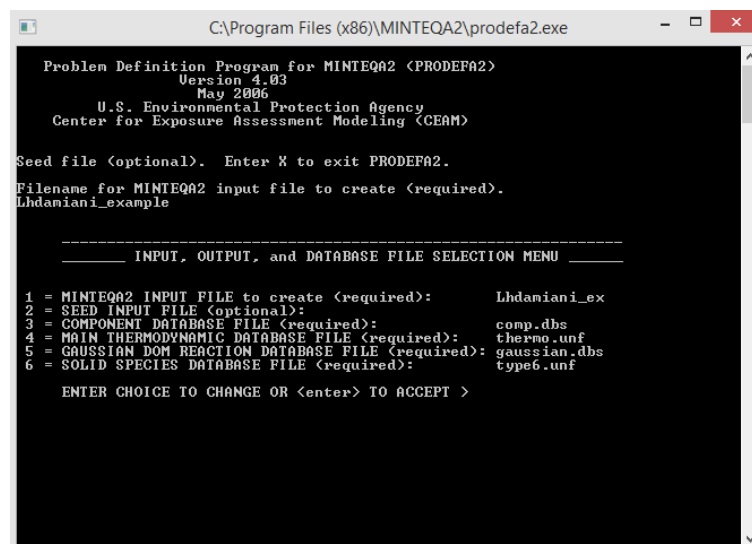 C:\Program Files (x86)\MINTEQA2\prodefa2.exe
Problem Definition Program for MINTEQA2 (PRODEFA2)
Version 4.03
May 2006
U.S. Environmental Protection Agency
Center for Exposure Assessment Modeling (CEAM)
Seed file (optional).  Enter X to exit PRODEFA2.
Filename for MINTEQA2 input file to create (required).
Lhdamiani_example
_______ INPUT, OUTPUT, and DATABASE FILE SELECTION MENU ______
1 = MINTEQA2 INPUT FILE to create (required): Lhdamiani_ex
2 = SEED INPUT FILE (optional):
3 = COMPONENT DATABASE FILE (required): comp.dbs
4 = MAIN THERMODYNAMIC DATABASE FILE (required): thermo.unf
5 = GAUSSIAN DOM REACTION DATABASE FILE (required): gaussian.dbs
6 = SOLID SPECIES DATABASE FILE (required): type6.unf
ENTER CHOICE TO CHANGE OR <enter> TO ACCEPT >